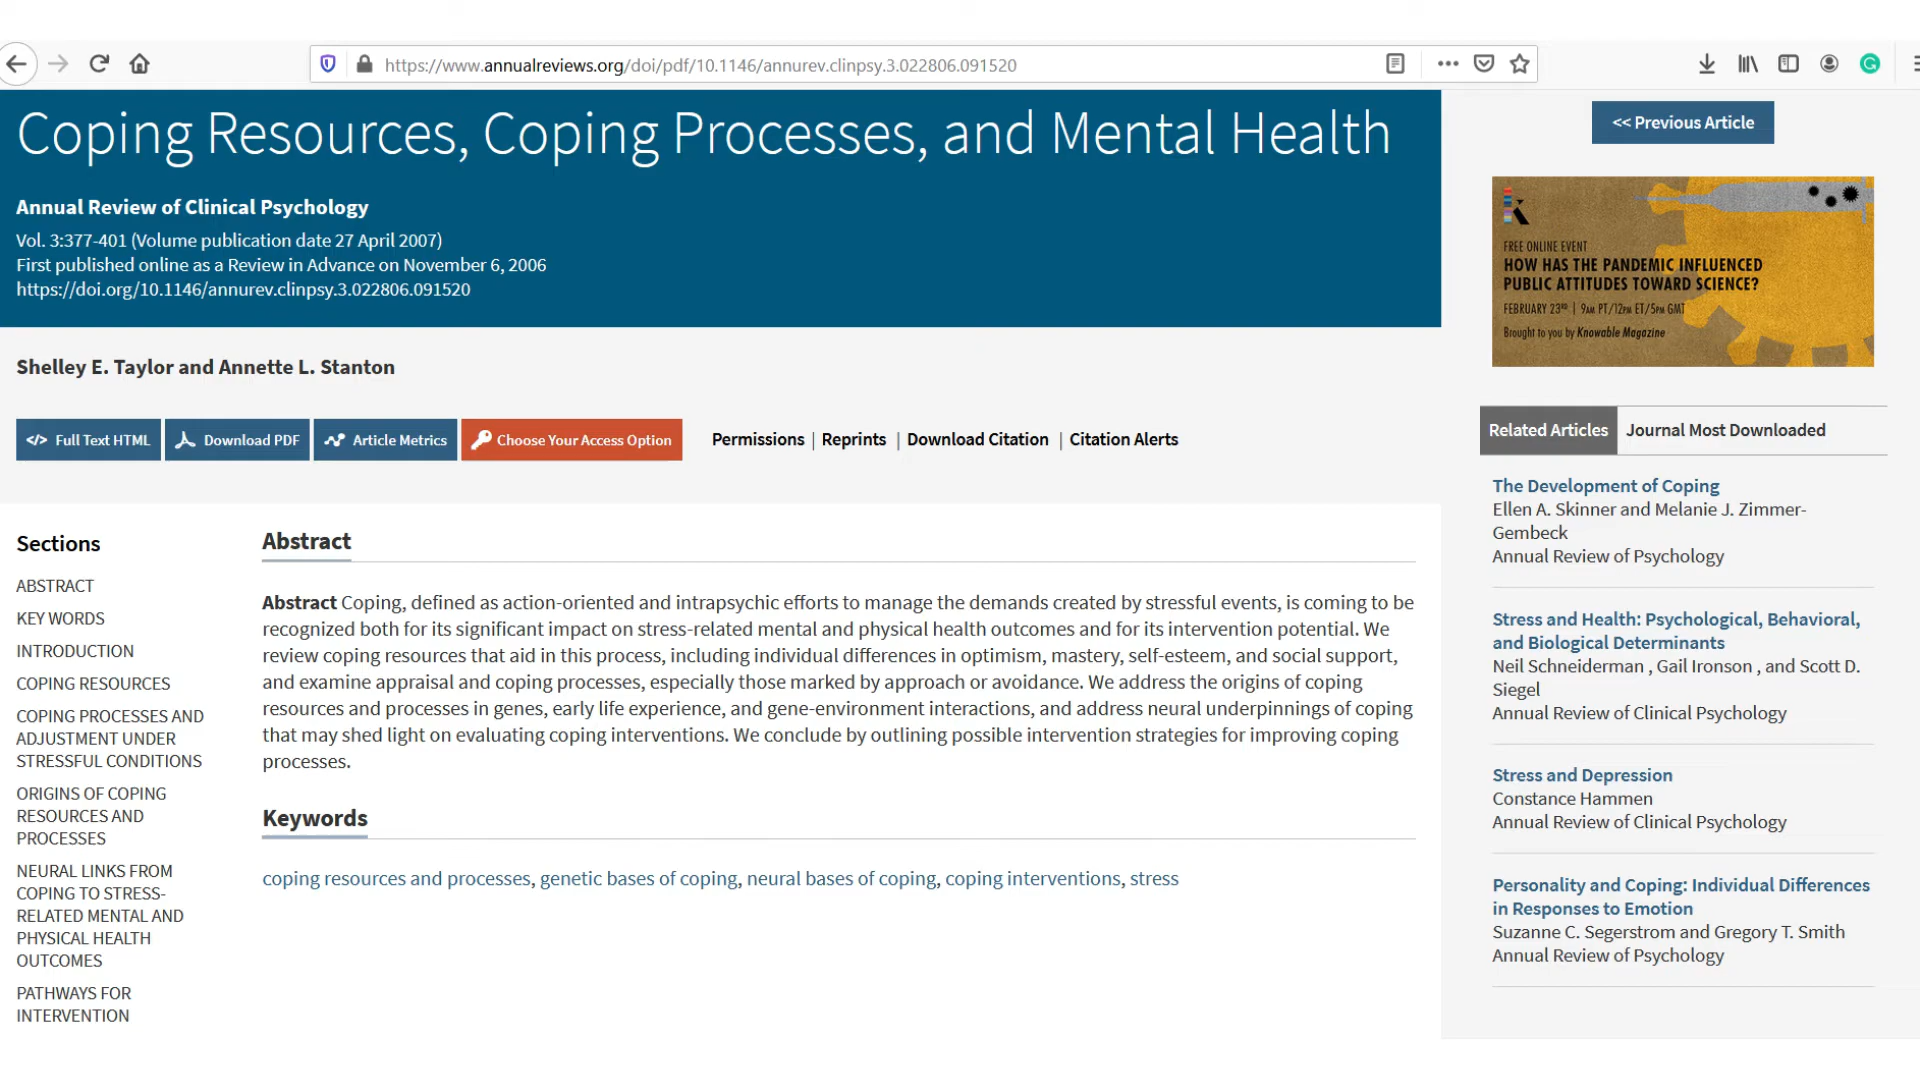 https://www.annualreviews.org/doi/pdf/10.1146/annurev.clinpsy.3.022806.091520
Coping Resources, Coping Processes, and Mental Health
Annual Review of Clinical Psychology
Vol. 3:377-401 (Volume publication date 27 April 2007)
First published online as a Review in Advance on November 6, 2006
https://doi.org/10.1146/annurev.clinpsy.3.022806.091520
Shelley E. Taylor and Annette L. Stanton
</> Full Text HTML Download PDF Article Metrics Choose Your Access Option Permissions | Reprints | Download Citation | Citation Alerts
Sections
ABSTRACT
KEY WORDS
INTRODUCTION
COPING RESOURCES
COPING PROCESSES AND
ADJUSTMENT UNDER
STRESSFUL CONDITIONS
ORIGINS OF COPING
RESOURCES AND
PROCESSES
NEURAL LINKS FROM
COPING TO STRESS-
RELATED MENTAL AND
PHYSICAL HEALTH
OUTCOMES
PATHWAYS FOR
INTERVENTION
Abstract
Abstract Coping, defined as action-oriented and intrapsychic efforts to manage the demands created by stressful events, is coming to be
recognized both for its significant impact on stress-related mental and physical health outcomes and for its intervention potential. We
review coping resources that aid in this process, including individual differences in optimism, mastery, self-esteem, and social support,
and examine appraisal and coping processes, especially those marked by approach or avoidance. We address the origins of coping
resources and processes in genes, early life experience, and gene-environment interactions, and address neural underpinnings of coping
that may shed light on evaluating coping interventions. We conclude by outlining possible intervention strategies for improving coping
processes.
Keywords
coping resources and processes, genetic bases of coping, neural bases of coping, coping interventions, stress
<< Previous Article
K
FREE ONLINE EVENT
HOW HAS THE PANDEMIC INFLUENCED
PUBLIC ATTITUDES TOWARD SCIENCE?
FEBRUARY 23RD | 9AM PT/12PM ET/5PM GMT
Brought to you by Knowable Magazine
Related Articles Journal Most Downloaded
The Development of Coping
Ellen A. Skinner and Melanie J. Zimmer-
Gembeck
Annual Review of Psychology
Stress and Health: Psychological, Behavioral,
and Biological Determinants
Neil Schneiderman , Gail Ironson , and Scott D.
Siegel
Annual Review of Clinical Psychology
Stress and Depression
Constance Hammen
Annual Review of Clinical Psychology
Personality and Coping: Individual Differences
in Responses to Emotion
Suzanne C. Segerstrom and Gregory T. Smith
Annual Review of Psychology